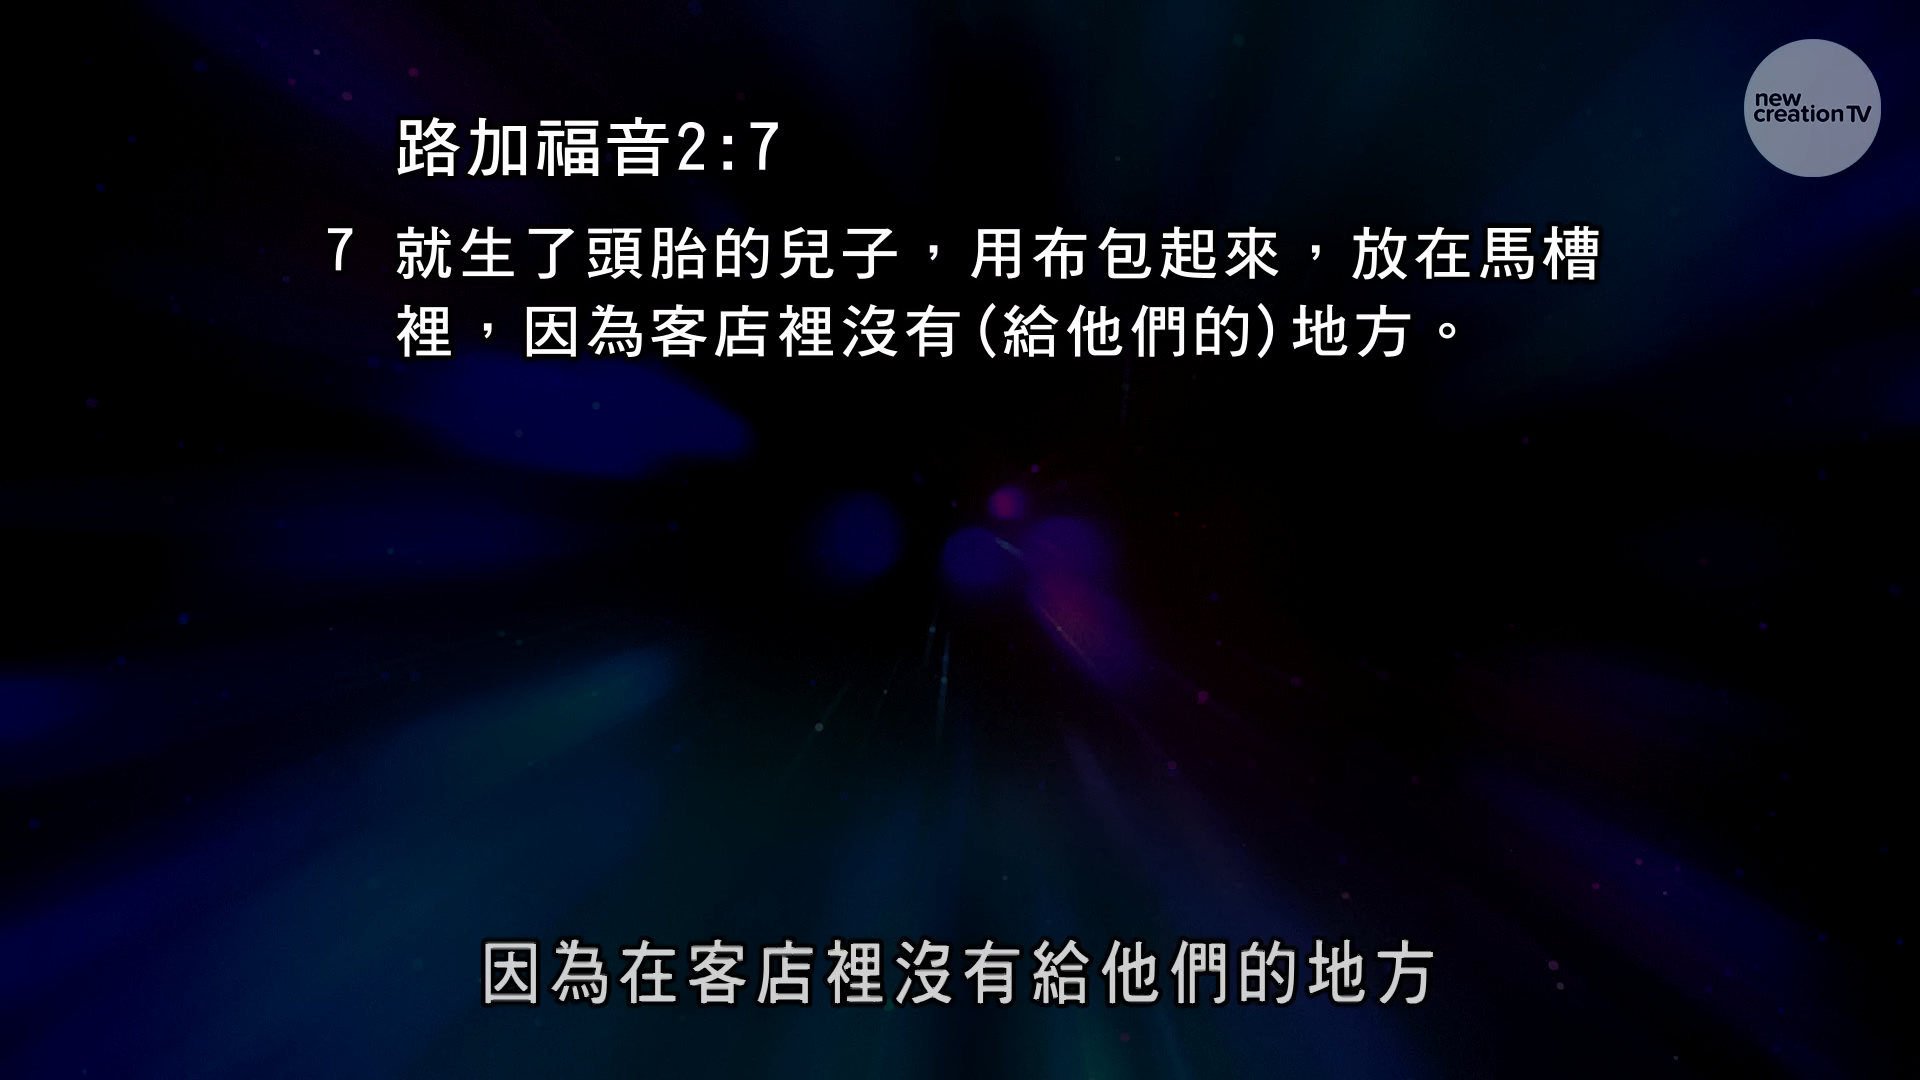 new
creation TV
路加福音2:7
7 就生了頭胎的兒子，用布包起來，放在馬槽
裡，因為客店裡沒有(給他們的)地方。
因為在客店裡沒有給他們的地方